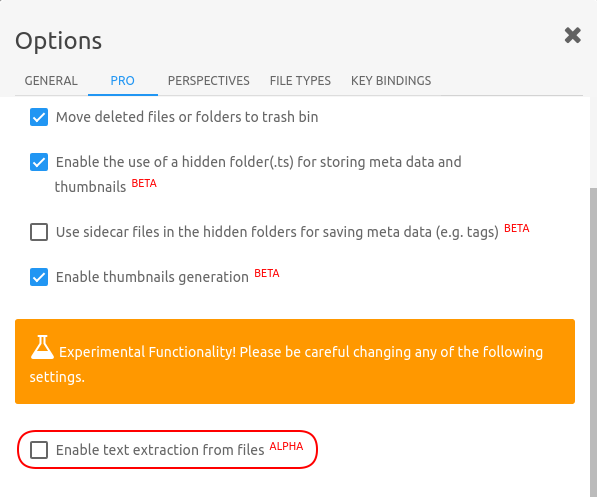 Options
GENERAL PRO PERSPECTIVES FILE TYPES KEY BINDINGS
Move deleted files or folders to trash bin
Enable the use of a hidden folder(.ts) for storing meta data and
thumbnails BETA
Use sidecar files in the hidden folders for saving meta data (e.g. tags) BETA
Enable thumbnails generation BETA
Experimental Functionality! Please be careful changing any of the following
settings.
Enable text extraction from files ALPHA